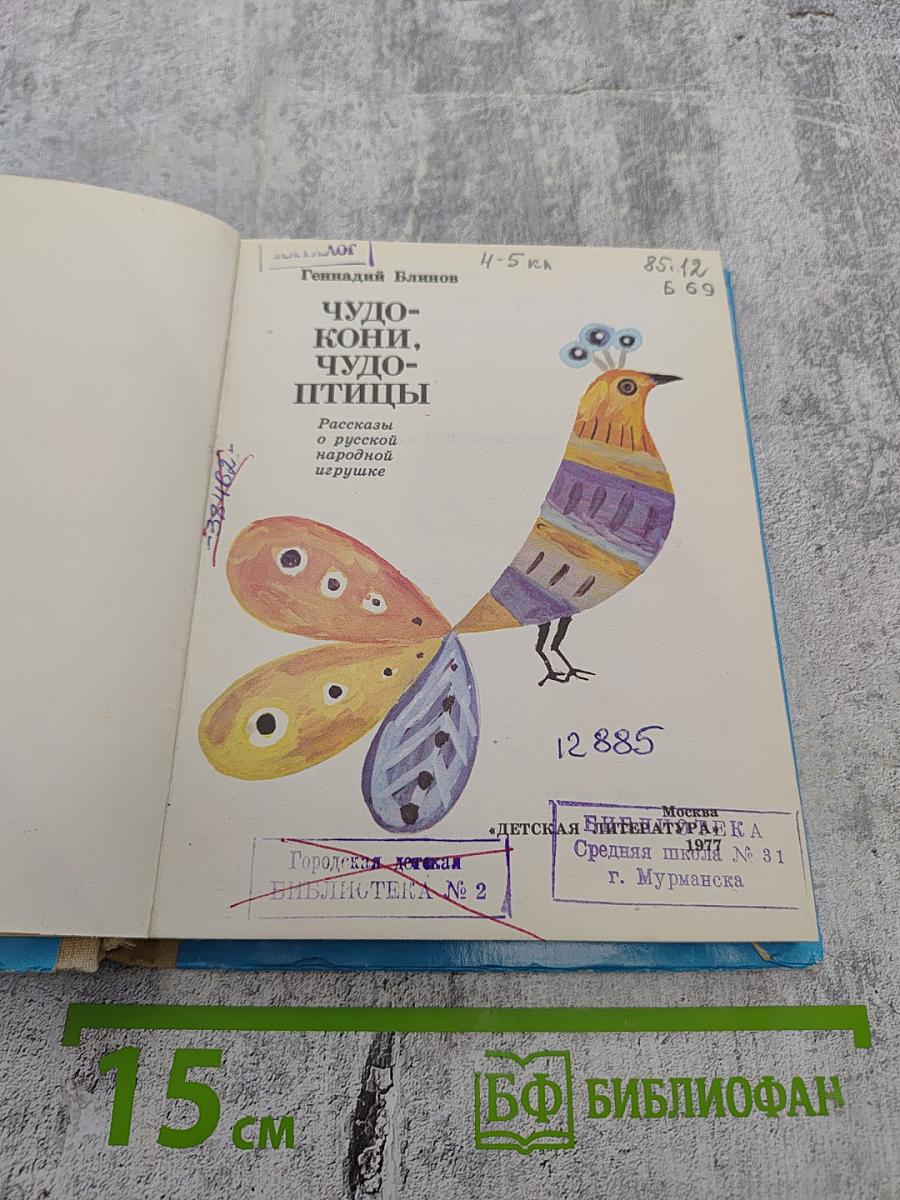 КАТАЛОГ
4-5 кл
85.12
Б 69
Геннадий Блинов
ЧУДО-
КОНИ,
ЧУДО-
ПТИЦЫ
Рассказы
о русской
народной
игрушке
12885
Москва
«ДЕТСКАЯ ЛИТЕРАТУРА»
1977
Городская детская
БИБЛИОТЕКА № 2
БИБЛИОТЕКА
Средняя школа № 31
г. Мурманска
15 см
БФ БИБЛИОФАН